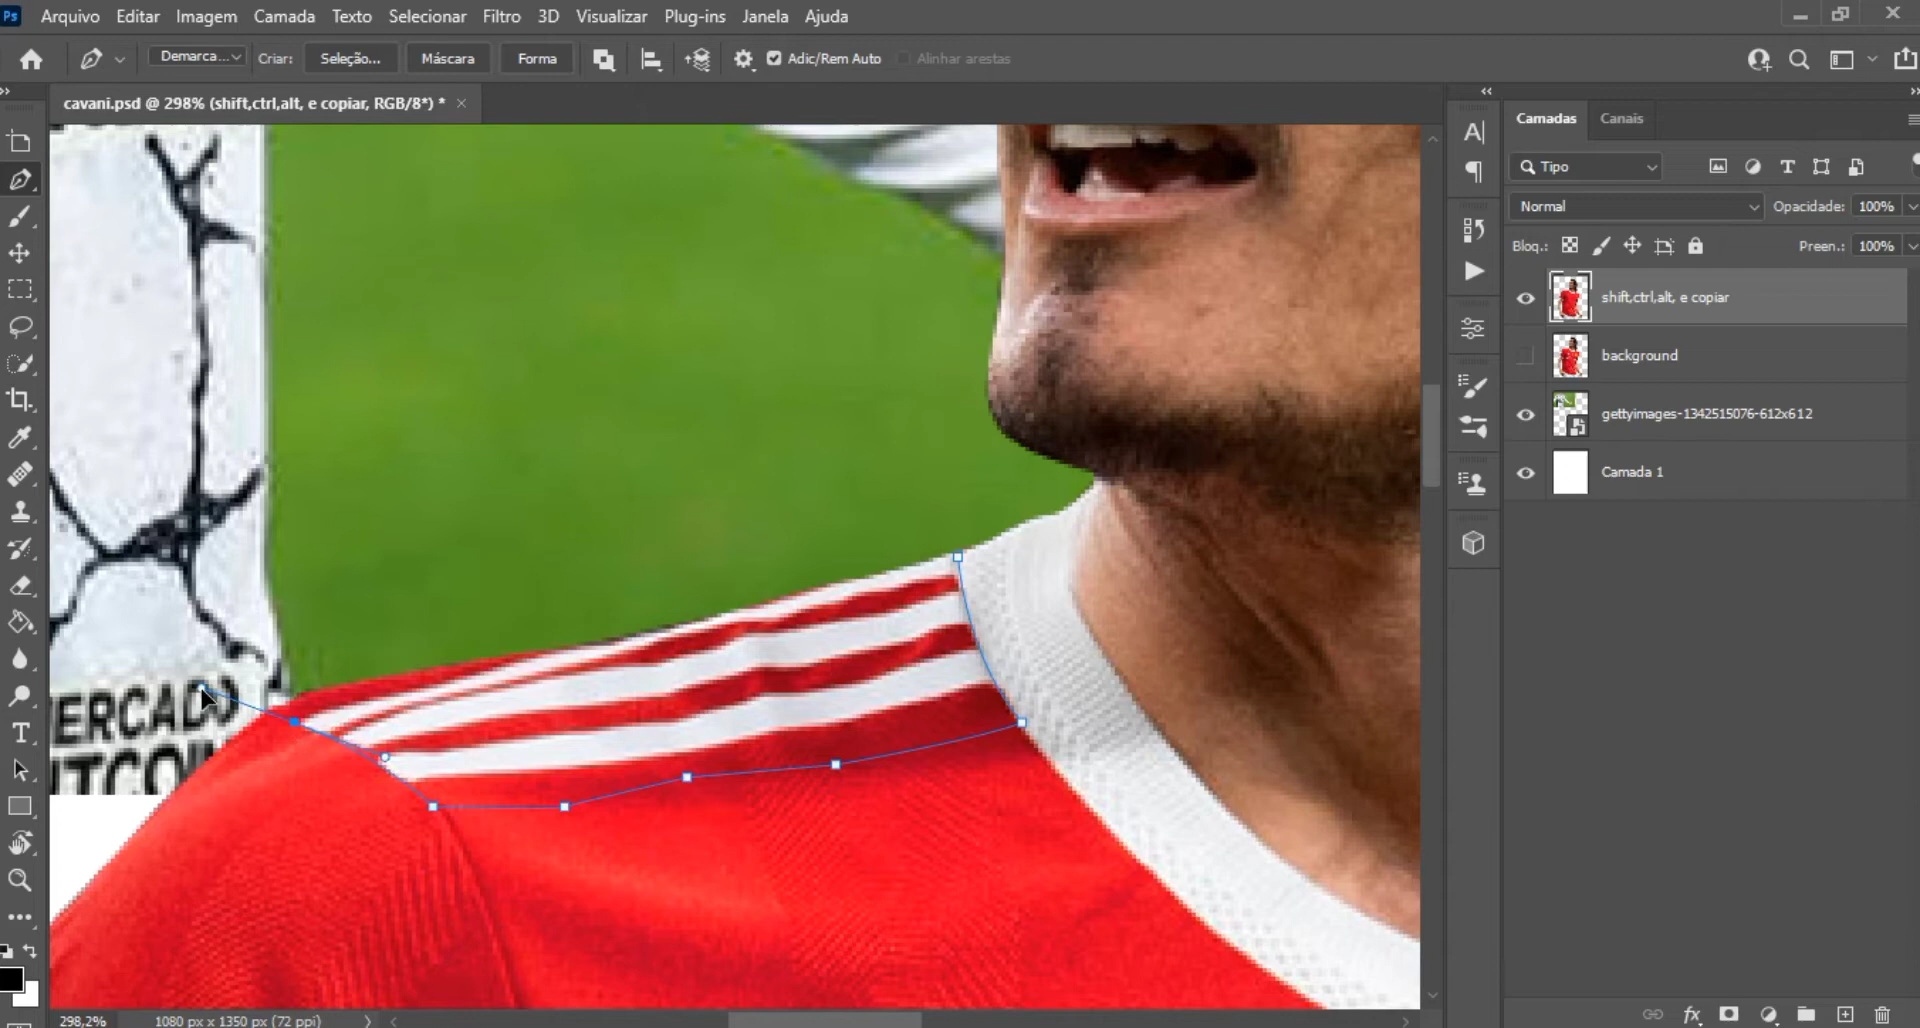 Ps Arquivo Editar Imagem Camada Texto Selecionar Filtro 3D Visualizar Plug-ins Janela Ajuda
Demarca... Criar: Seleção... Máscara Forma Adic/Rem Auto Alinhar arestas
cavani.psd @ 298% (shift,ctrl,alt, e copiar, RGB/8*) *
Camadas Canais
Tipo
Normal Opacidade: 100%
Bloq.: Preen.: 100%
shift,ctrl,alt, e copiar
background
gettyimages-1342515076-612x612
Camada 1
ERCADO
ITCOIN
298,2% 1080 px x 1350 px (72 ppi)